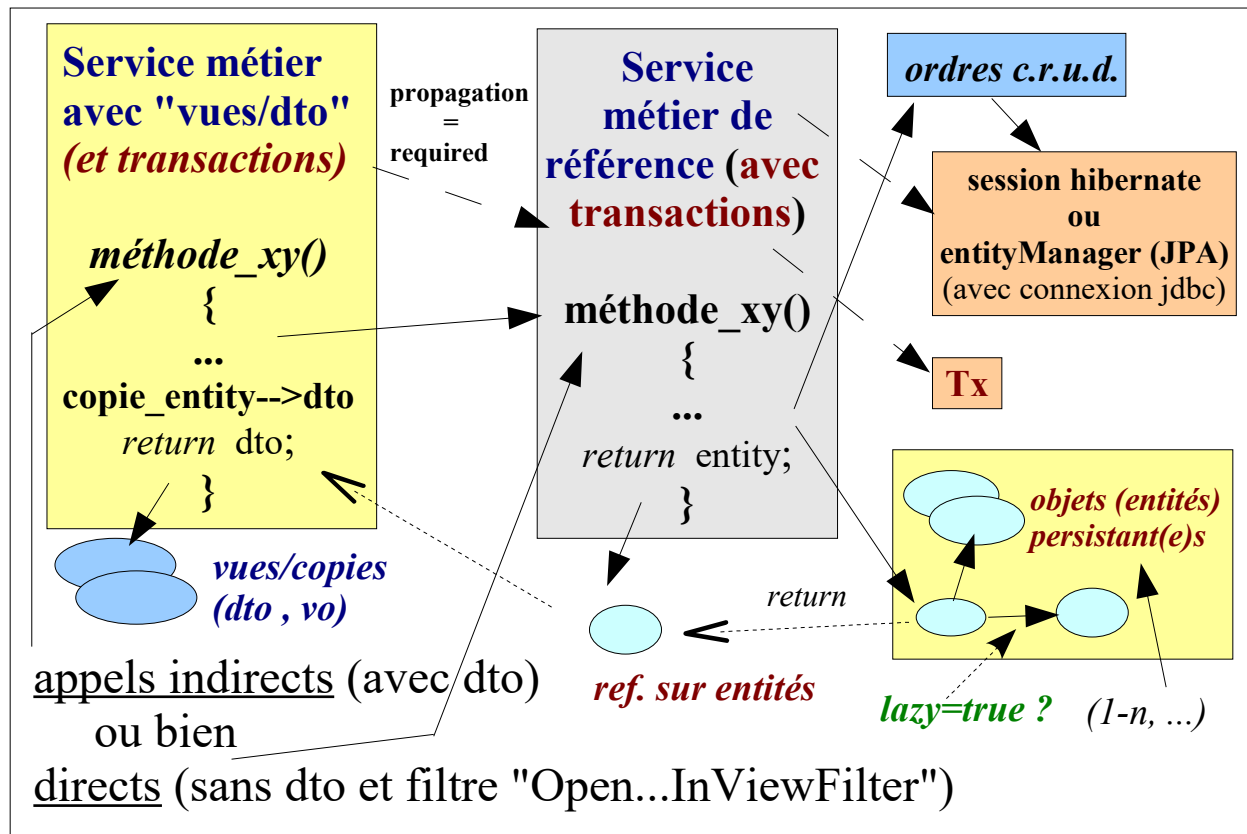 Service métier
avec "vues/dto"
(et transactions)
méthode_xy()
{
...
copie_entity-->dto
return dto;
}
propagation
=
required
Service
métier de
référence (avec
transactions)
méthode_xy()
{
...
return entity;
}
ordres c.r.u.d.
session hibernate
ou
entityManager (JPA)
(avec connexion jdbc)
Tx
objets (entités)
persistant(e)s
vues/copies
(dto , vo)
return
ref. sur entités
lazy=true ?
(1-n, ...)
appels indirects (avec dto)
ou bien
directs (sans dto et filtre "Open...InViewFilter")